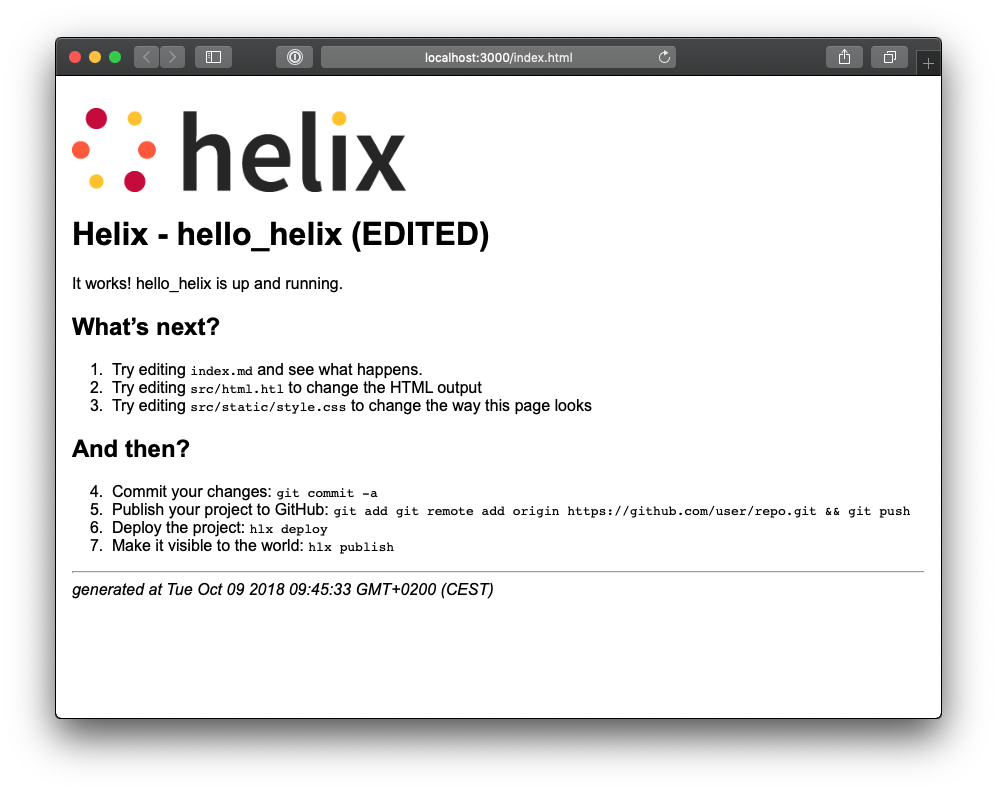 localhost:3000/index.html
helix
Helix - hello_helix (EDITED)
It works! hello_helix is up and running.
What’s next?
1. Try editing index.md and see what happens.
2. Try editing src/html.htl to change the HTML output
3. Try editing src/static/style.css to change the way this page looks
And then?
4. Commit your changes: git commit -a
5. Publish your project to GitHub: git add git remote add origin https://github.com/user/repo.git && git push
6. Deploy the project: hlx deploy
7. Make it visible to the world: hlx publish
generated at Tue Oct 09 2018 09:45:33 GMT+0200 (CEST)